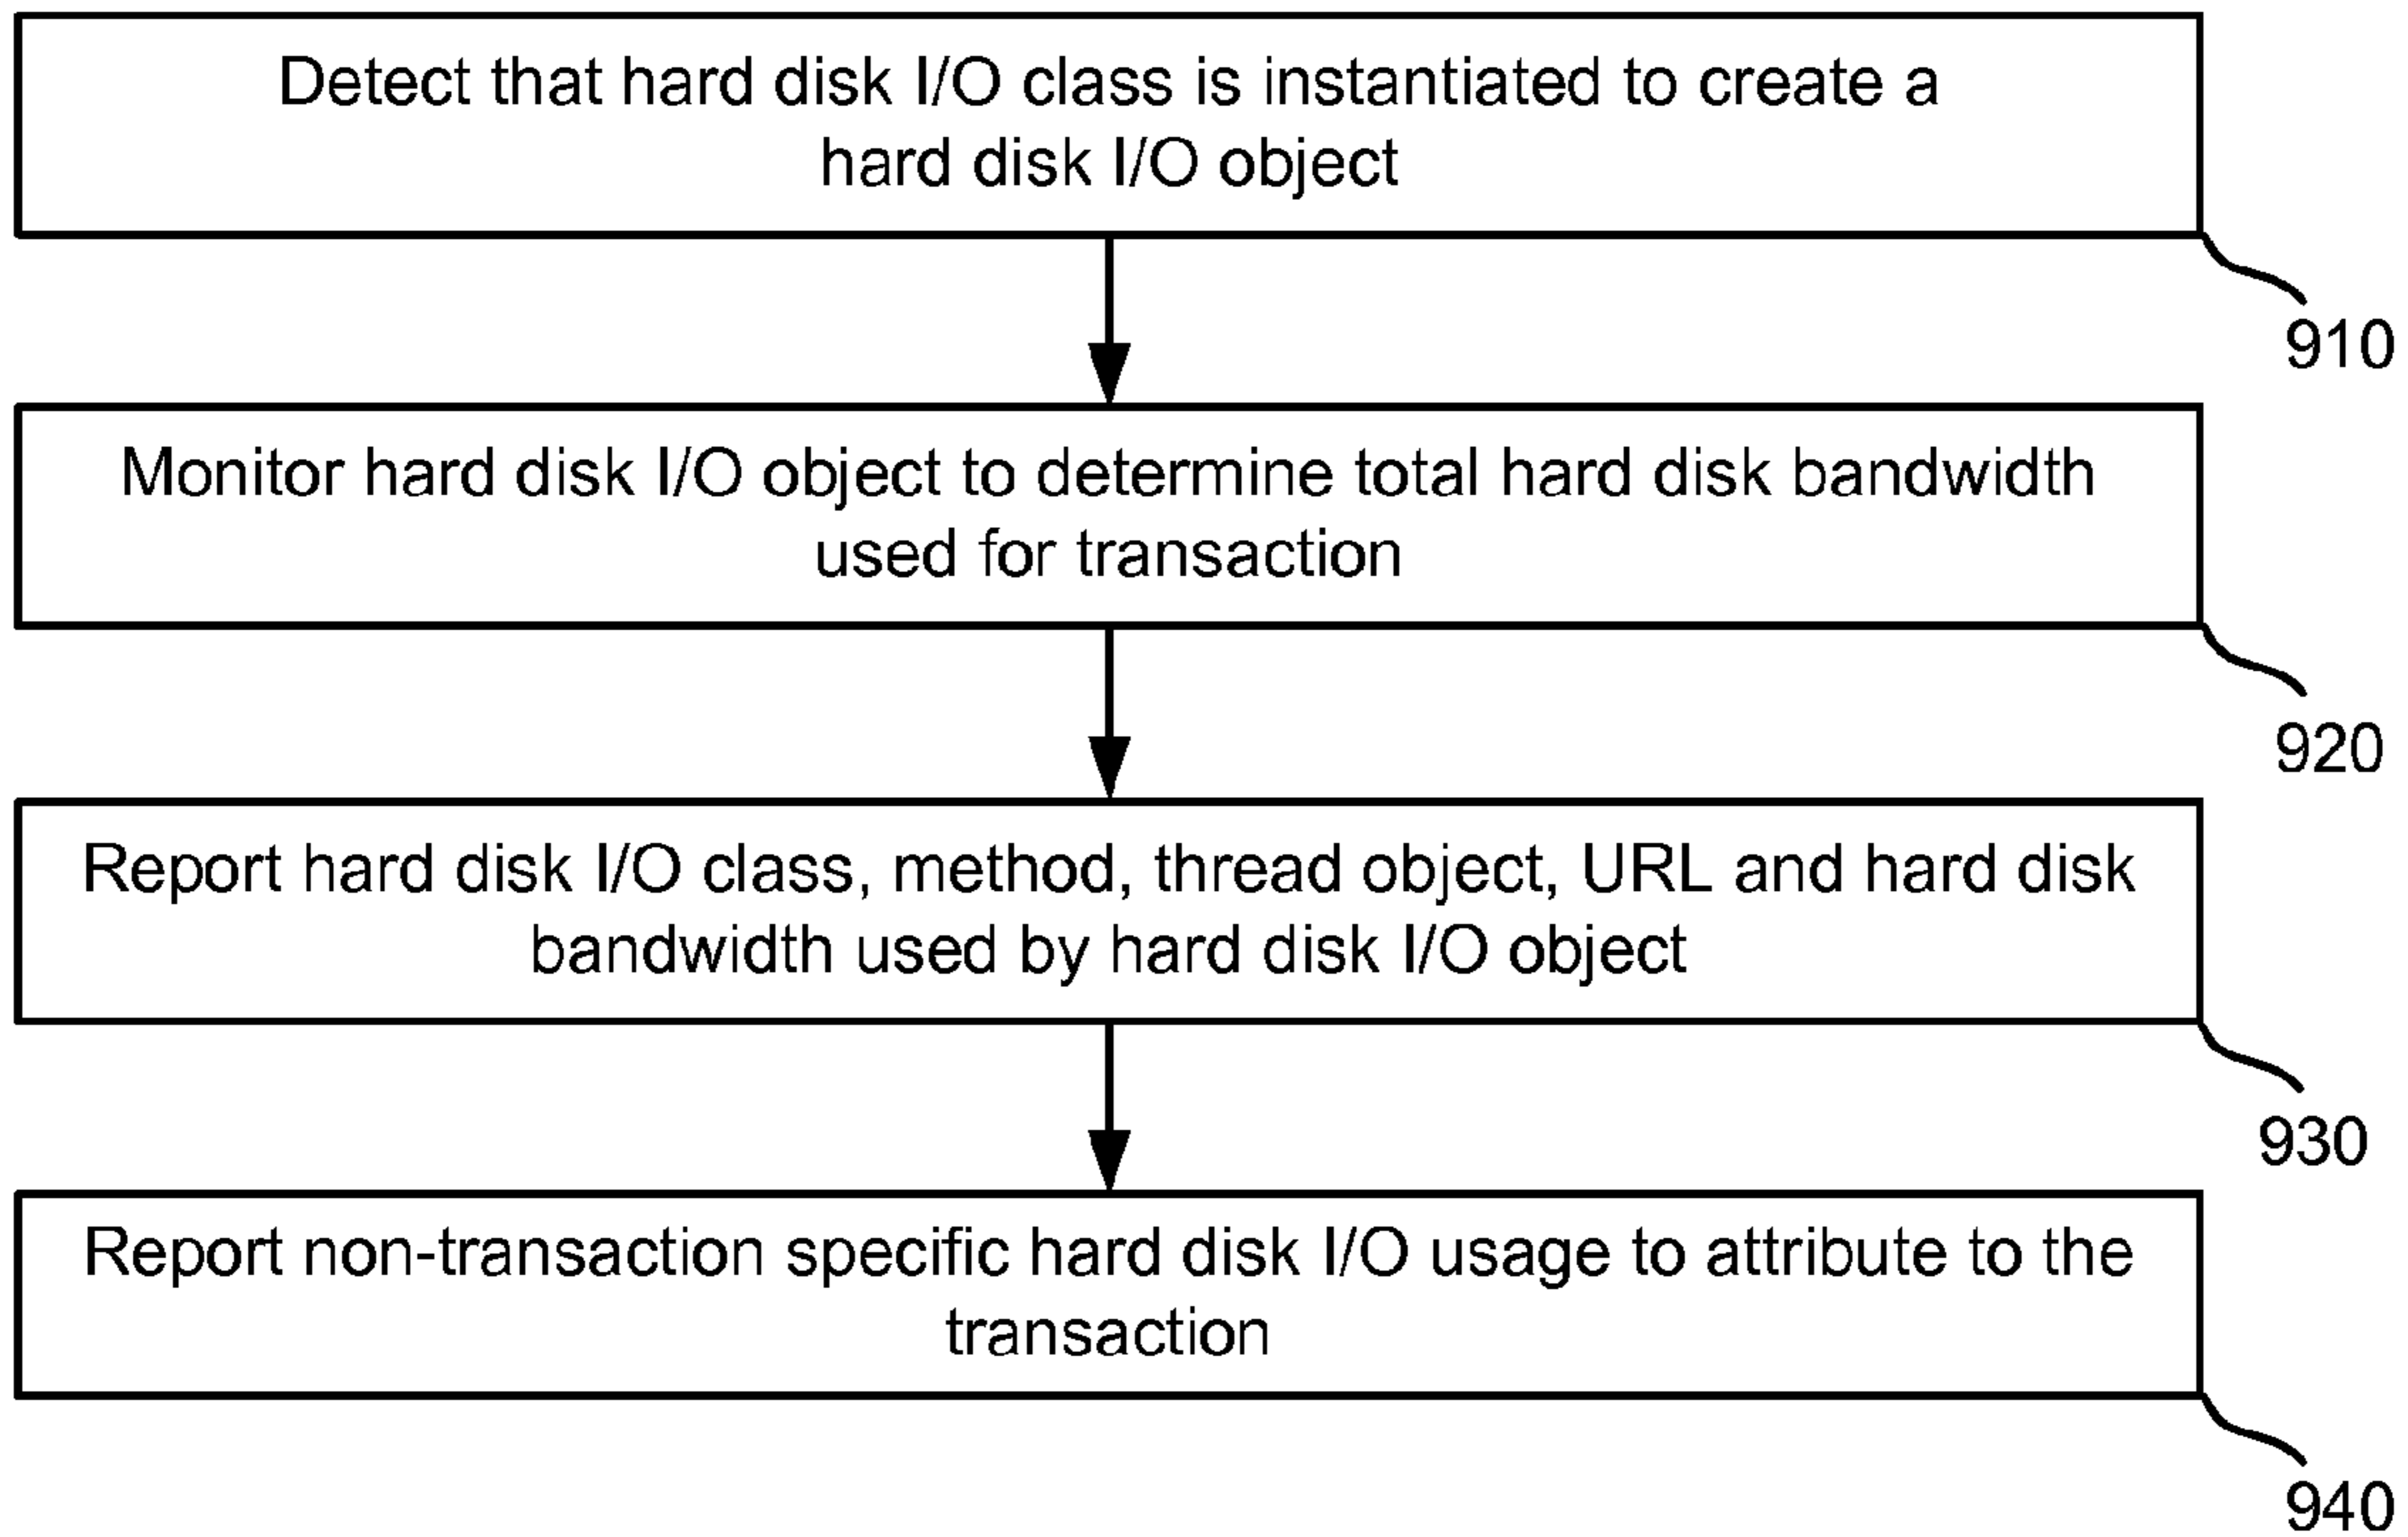 Detect that hard disk I/O class is instantiated to create a
hard disk I/O object
910
Monitor hard disk I/O object to determine total hard disk bandwidth
used for transaction
920
Report hard disk I/O class, method, thread object, URL and hard disk
bandwidth used by hard disk I/O object
930
Report non-transaction specific hard disk I/O usage to attribute to the
transaction
940